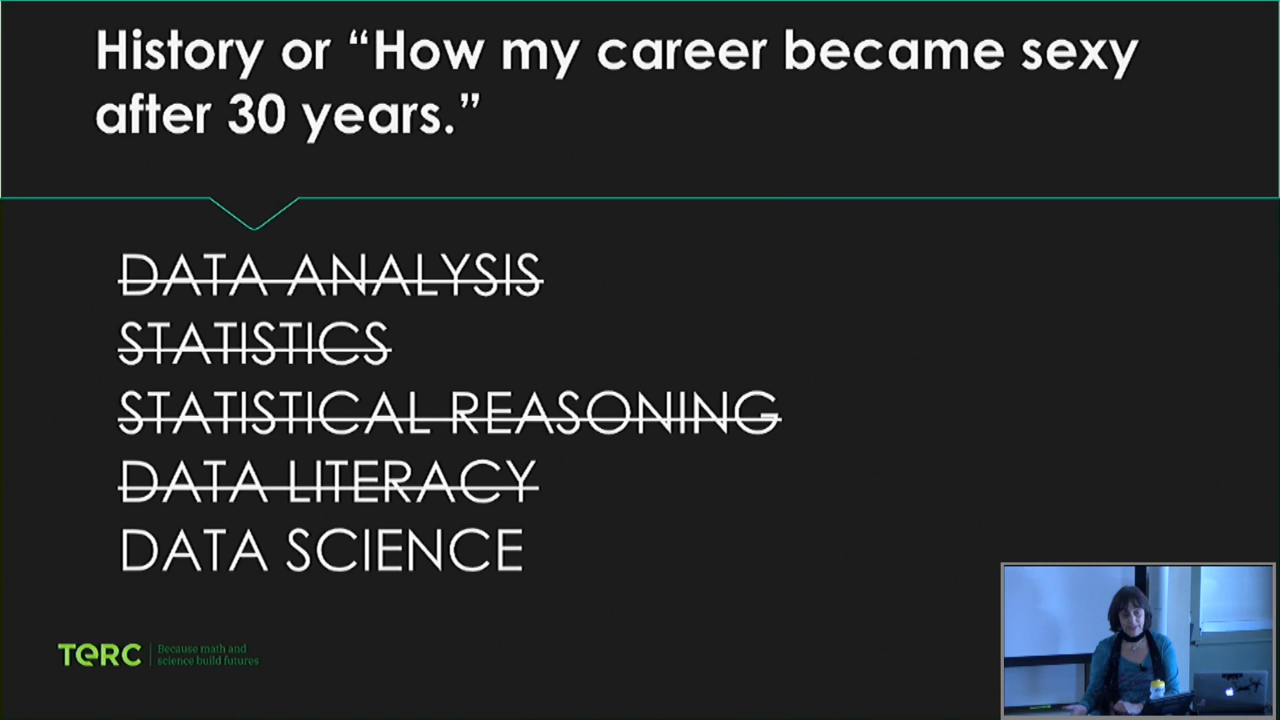 History or “How my career became sexy
after 30 years.”
DATA ANALYSIS
STATISTICS
STATISTICAL REASONING
DATA LITERACY
DATA SCIENCE
TERC
Because math and
science build futures